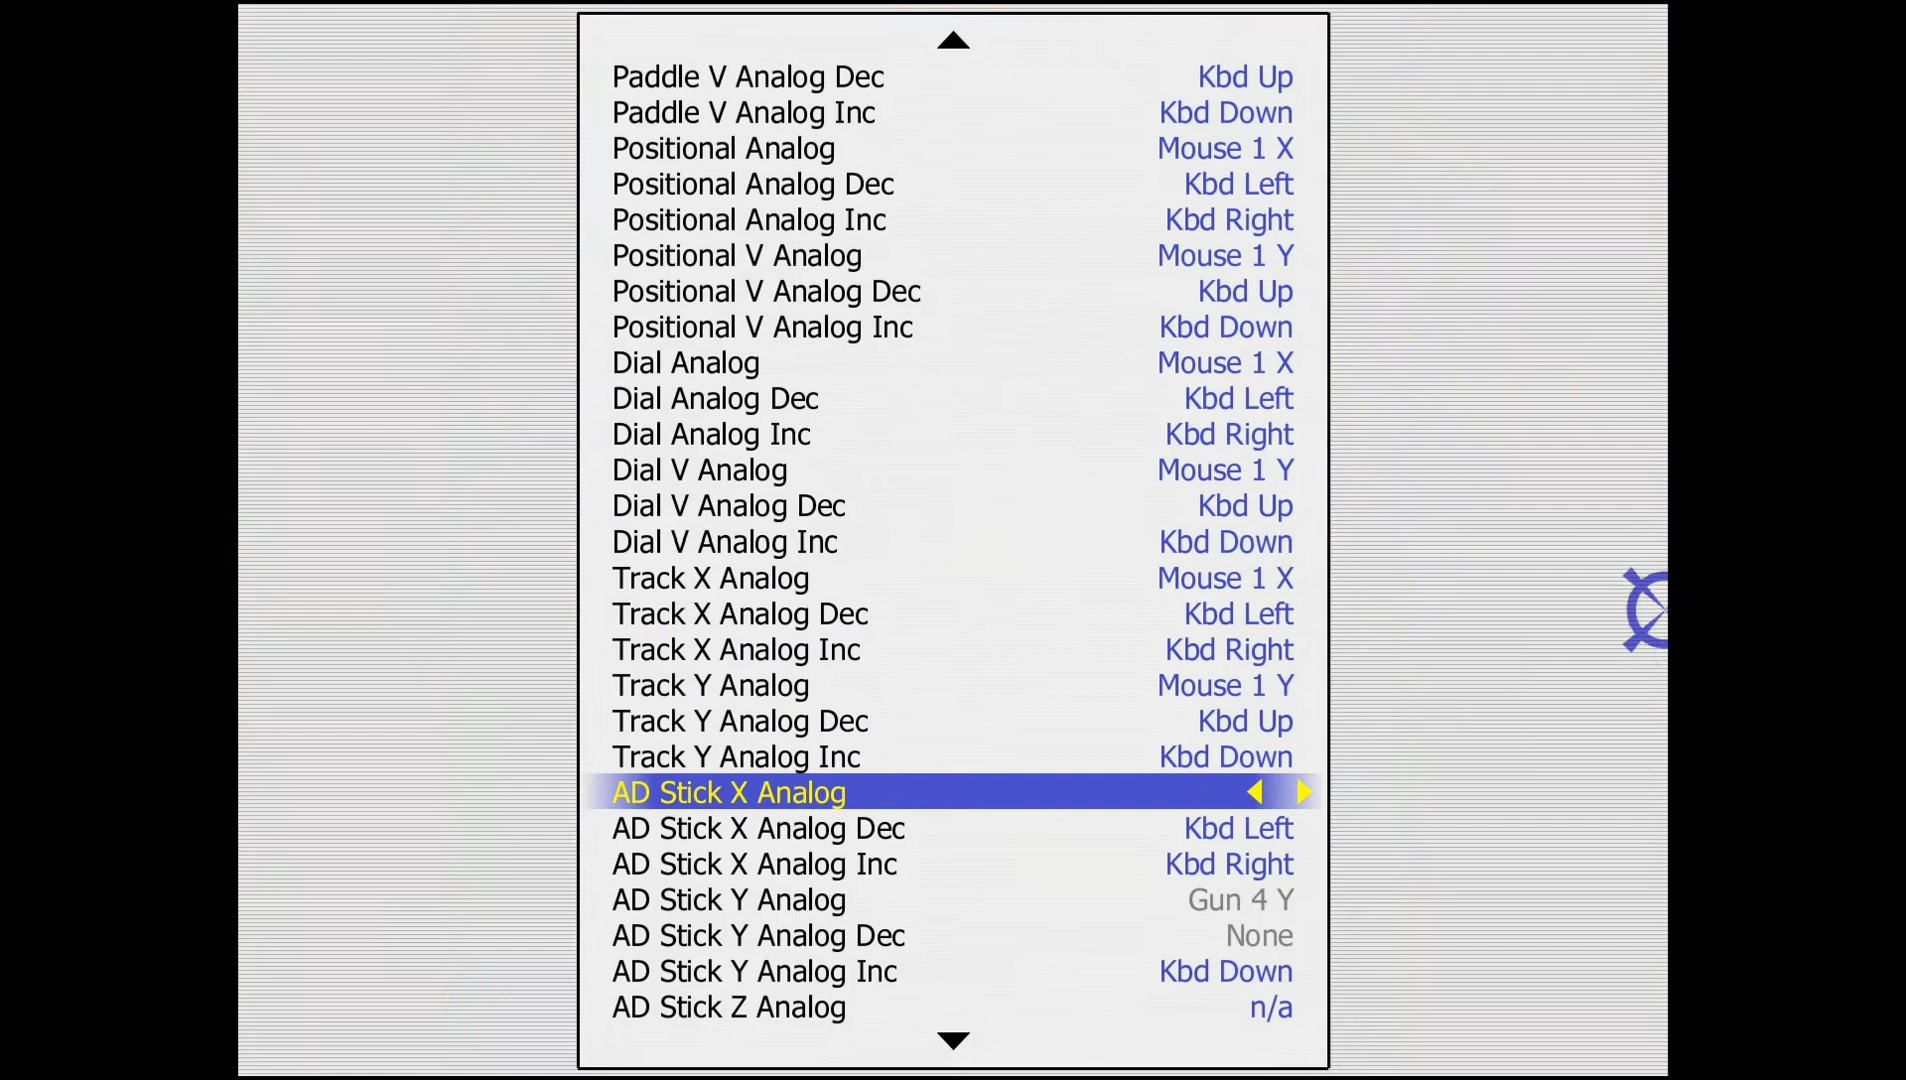 Paddle V Analog Dec Kbd Up
Paddle V Analog Inc Kbd Down
Positional Analog Mouse 1 X
Positional Analog Dec Kbd Left
Positional Analog Inc Kbd Right
Positional V Analog Mouse 1 Y
Positional V Analog Dec Kbd Up
Positional V Analog Inc Kbd Down
Dial Analog Mouse 1 X
Dial Analog Dec Kbd Left
Dial Analog Inc Kbd Right
Dial V Analog Mouse 1 Y
Dial V Analog Dec Kbd Up
Dial V Analog Inc Kbd Down
Track X Analog Mouse 1 X
Track X Analog Dec Kbd Left
Track X Analog Inc Kbd Right
Track Y Analog Mouse 1 Y
Track Y Analog Dec Kbd Up
Track Y Analog Inc Kbd Down
AD Stick X Analog
AD Stick X Analog Dec Kbd Left
AD Stick X Analog Inc Kbd Right
AD Stick Y Analog Gun 4 Y
AD Stick Y Analog Dec None
AD Stick Y Analog Inc Kbd Down
AD Stick Z Analog n/a